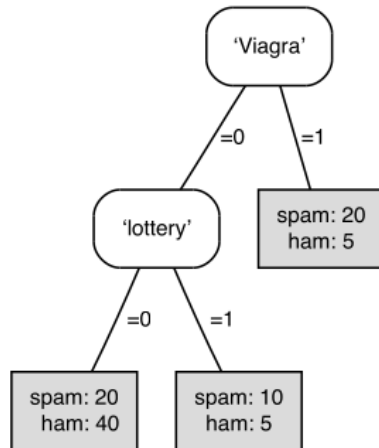 ‘Viagra’
=0
=1
‘lottery’
spam: 20
ham: 5
=0
=1
spam: 20
ham: 40
spam: 10
ham: 5